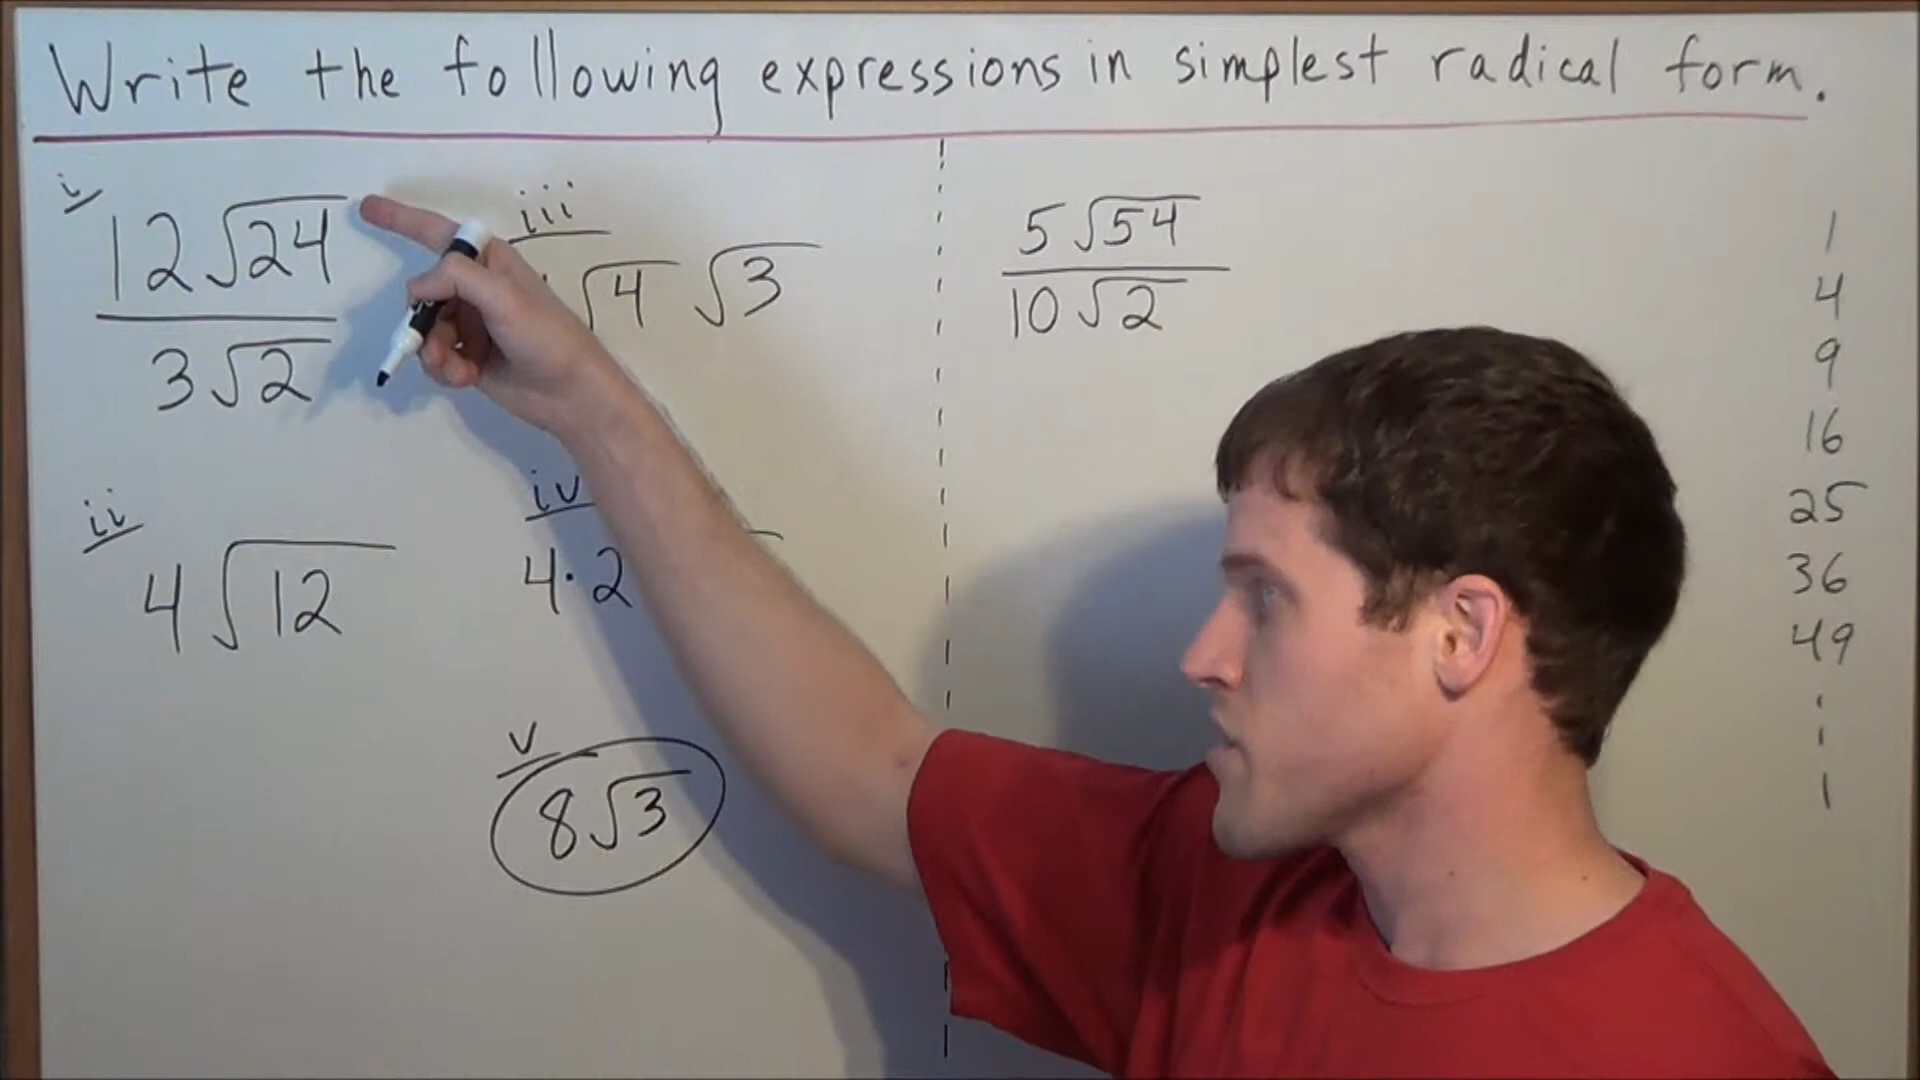 Write the following expressions in simplest radical form.
i
12√24
3√2
ii
4√12
iii
√4 √3
iv
4·2
v
8√3
5√54
10√2
1
4
9
16
25
36
49